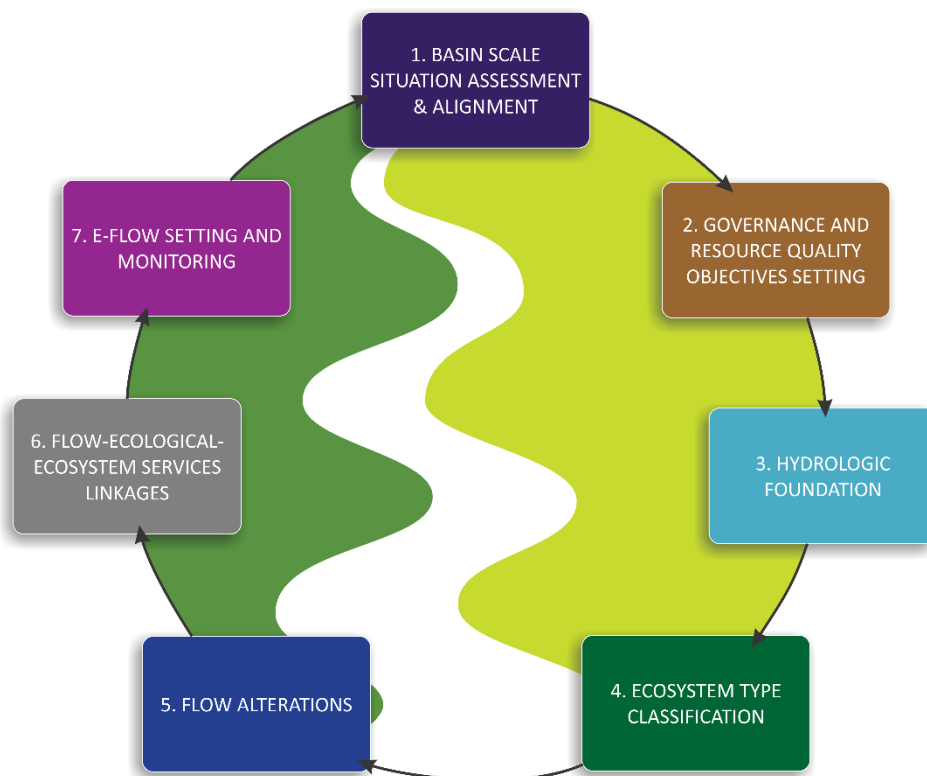 1. BASIN SCALE
SITUATION ASSESSMENT
& ALIGNMENT
2. GOVERNANCE AND
RESOURCE QUALITY
OBJECTIVES SETTING
3. HYDROLOGIC
FOUNDATION
4. ECOSYSTEM TYPE
CLASSIFICATION
5. FLOW ALTERATIONS
6. FLOW-ECOLOGICAL-
ECOSYSTEM SERVICES
LINKAGES
7. E-FLOW SETTING AND
MONITORING